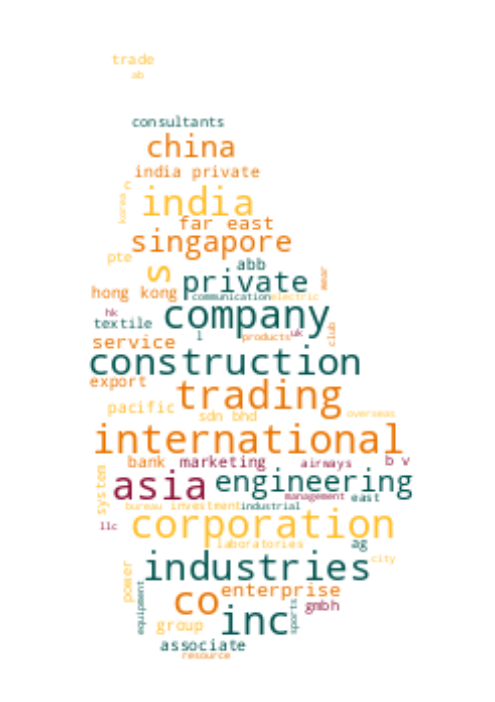 trade
ab
consultants
china
india private
c
korea
india
far east
singapore
pte
s
abb
private
wear
hong kong
communication
electric
hk
company
textile
l
products
uk
club
service
construction
export
trading
pacific
sdn bhd
overseas
international
bank
marketing
airways
b v
system
asia
engineering
management
east
bureau
investment
industrial
llc
corporation
laboratories
ag
city
industries
power
equipment
co
enterprise
inc
sports
gmbh
group
associate
resource